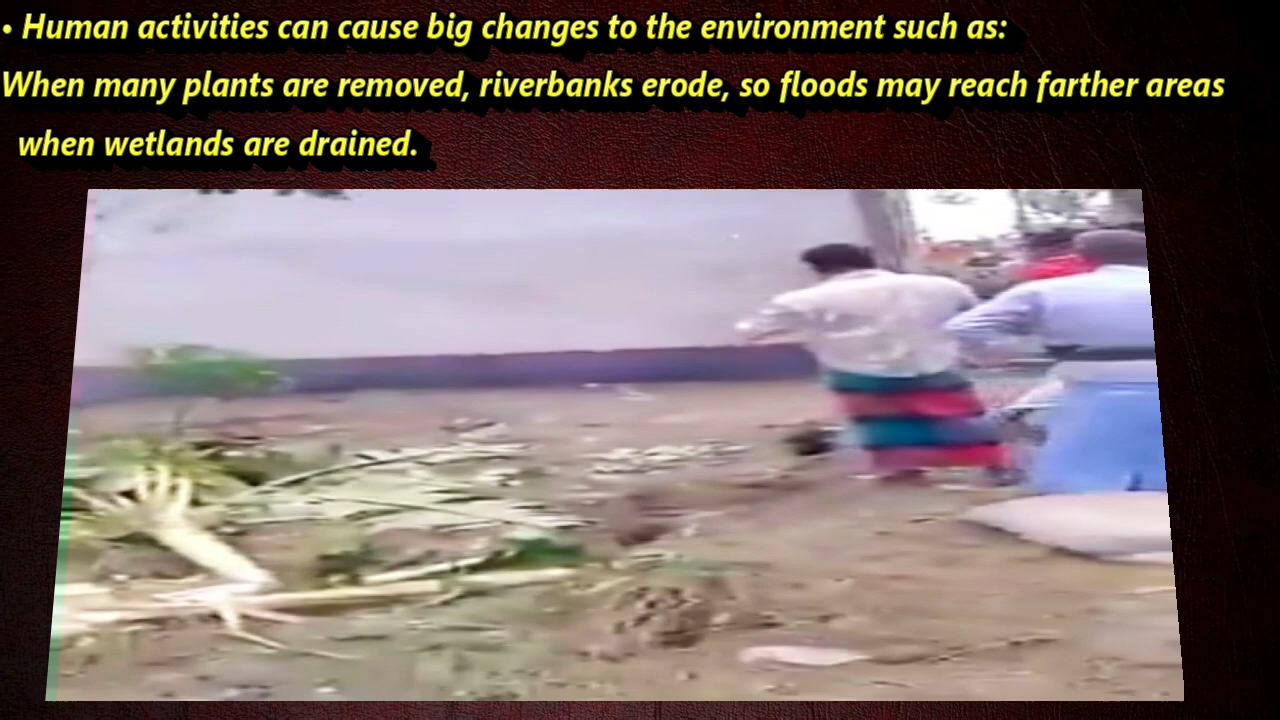 • Human activities can cause big changes to the environment such as:
When many plants are removed, riverbanks erode, so floods may reach farther areas
when wetlands are drained.